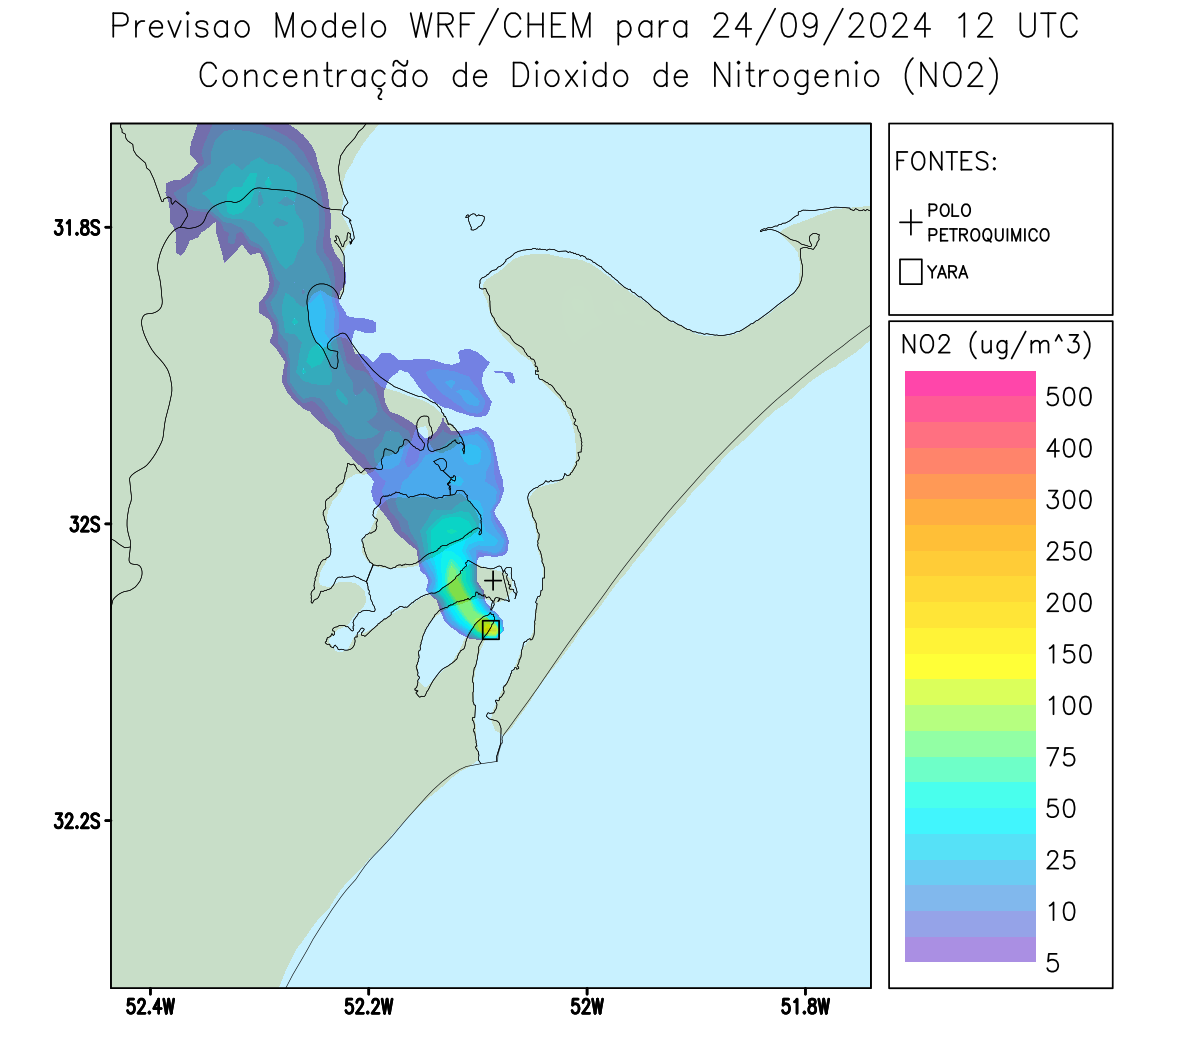 Previsao Modelo WRF/CHEM para 24/09/2024 12 UTC
Concentração de Dioxido de Nitrogenio (NO2)
FONTES:
POLO
PETROQUIMICO
YARA
NO2 (ug/m^3)
500
400
300
250
200
150
100
75
50
25
10
5
31.8S
32S
32.2S
52.4W
52.2W
52W
51.8W